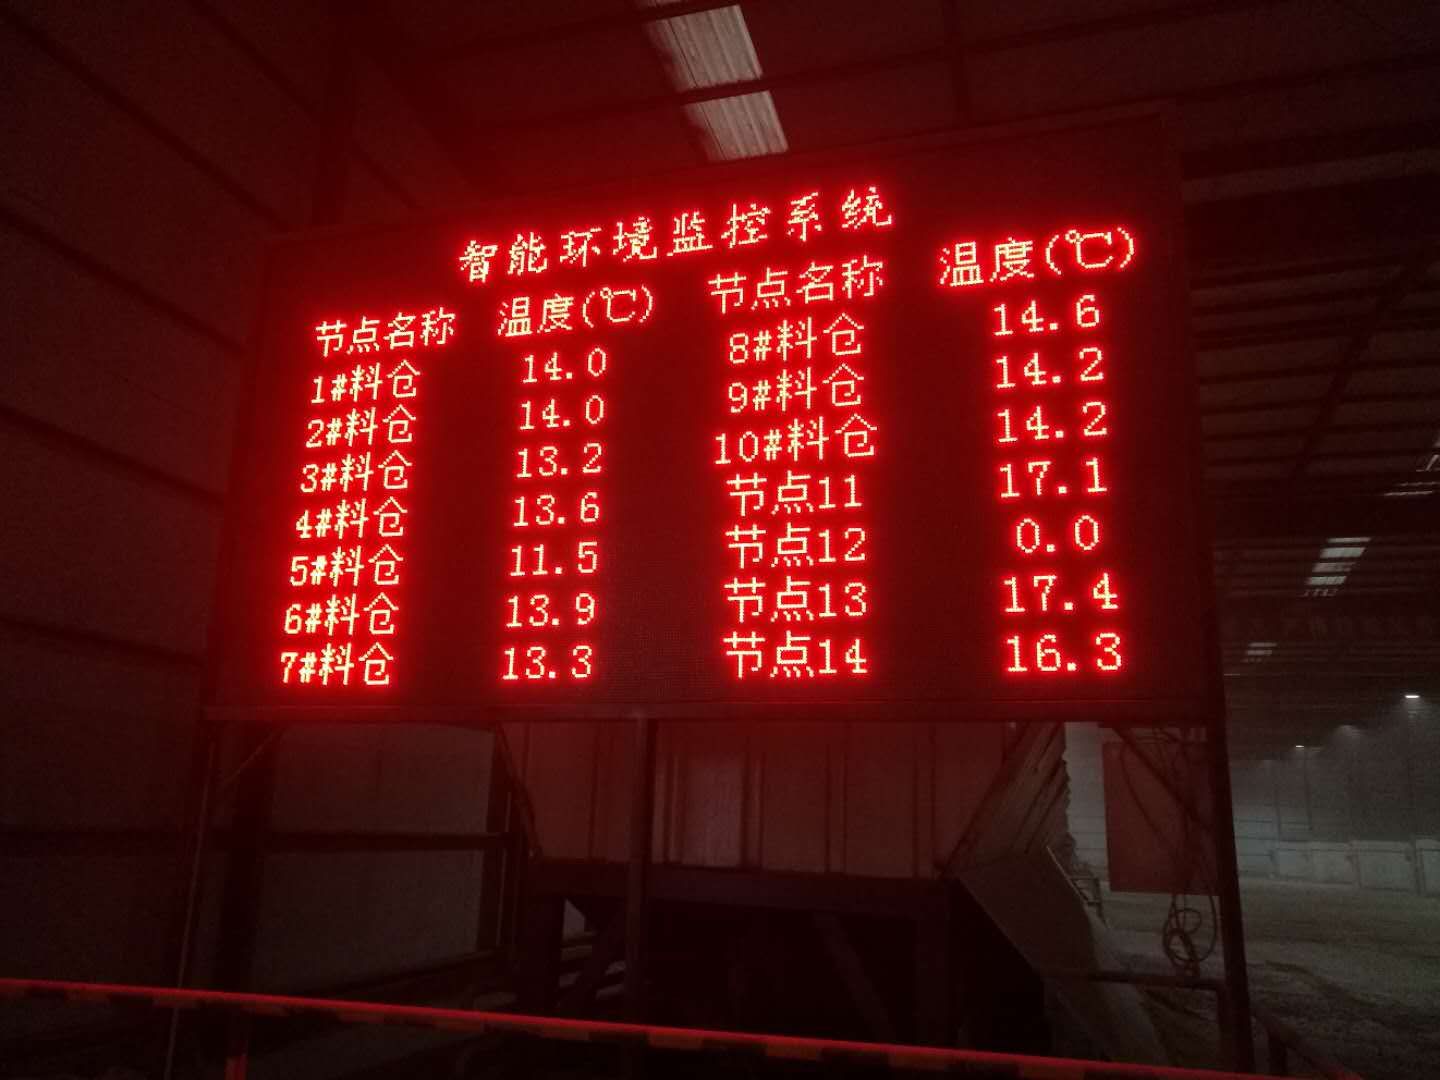 智能环境监控系统
节点名称 温度(℃) 节点名称 温度(℃)
1#料仓 14.0 8#料仓 14.6
2#料仓 14.0 9#料仓 14.2
3#料仓 13.2 10#料仓 14.2
4#料仓 13.6 节点11 17.1
5#料仓 11.5 节点12 0.0
6#料仓 13.9 节点13 17.4
7#料仓 13.3 节点14 16.3